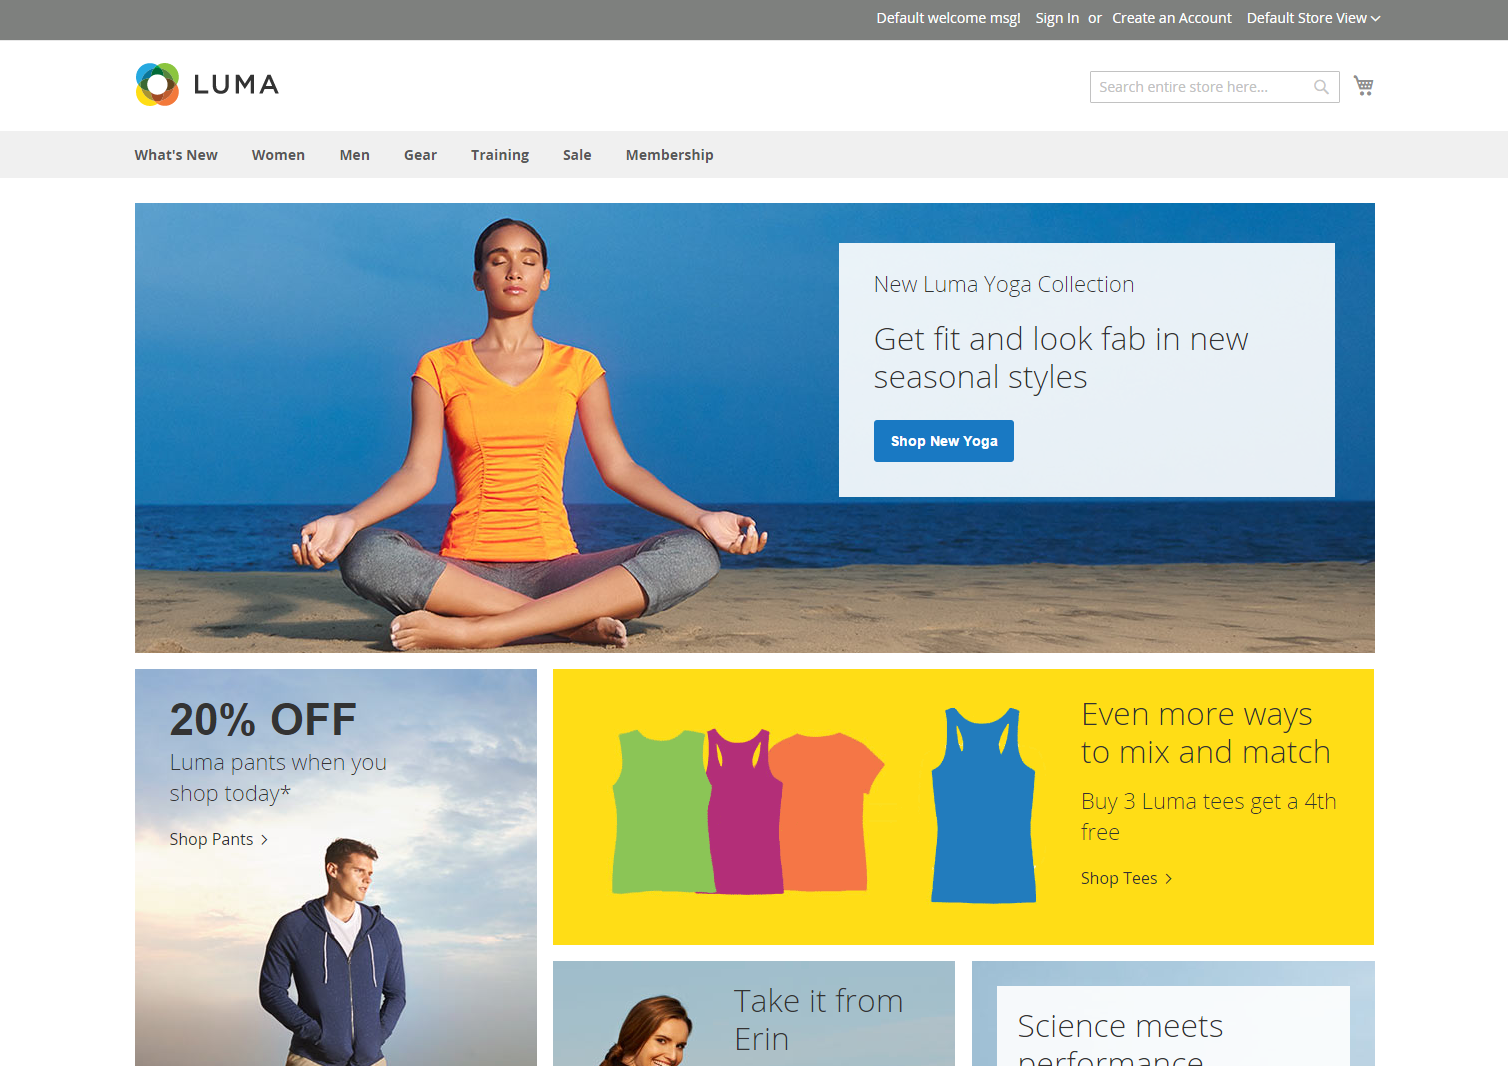 Default welcome msg! Sign In or Create an Account Default Store View
LUMA
Search entire store here...
What's New Women Men Gear Training Sale Membership
New Luma Yoga Collection
Get fit and look fab in new
seasonal styles
Shop New Yoga
20% OFF
Luma pants when you
shop today*
Shop Pants
Even more ways
to mix and match
Buy 3 Luma tees get a 4th
free
Shop Tees
Take it from
Erin
Science meets
performance